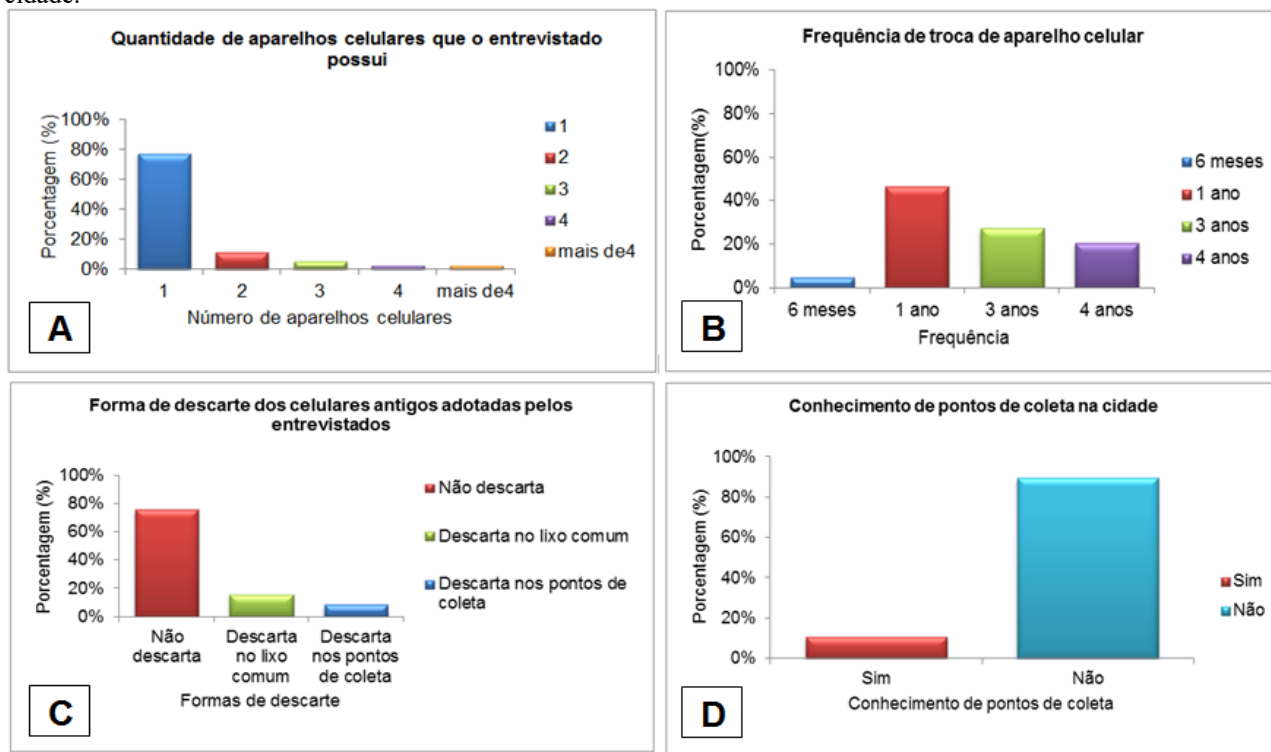 cidade.
Quantidade de aparelhos celulares que o entrevistado
possui
Porcentagem (%)
100%
80%
60%
40%
20%
0%
1
2
3
4
mais de4
Número de aparelhos celulares
1
2
3
4
mais de4
A
Frequência de troca de aparelho celular
Porcentagem(%)
100%
80%
60%
40%
20%
0%
6 meses
1 ano
3 anos
4 anos
Frequência
6 meses
1 ano
3 anos
4 anos
B
Forma de descarte dos celulares antigos adotadas pelos
entrevistados
Porcentagem (%)
100%
80%
60%
40%
20%
0%
Não
descarta
Descarta
no lixo
comum
Descarta
nos pontos
de coleta
Formas de descarte
Não descarta
Descarta no lixo comum
Descarta nos pontos de
coleta
C
Conhecimento de pontos de coleta na cidade
Porcentagem (%)
100%
80%
60%
40%
20%
0%
Sim
Não
Conhecimento de pontos de coleta
Sim
Não
D